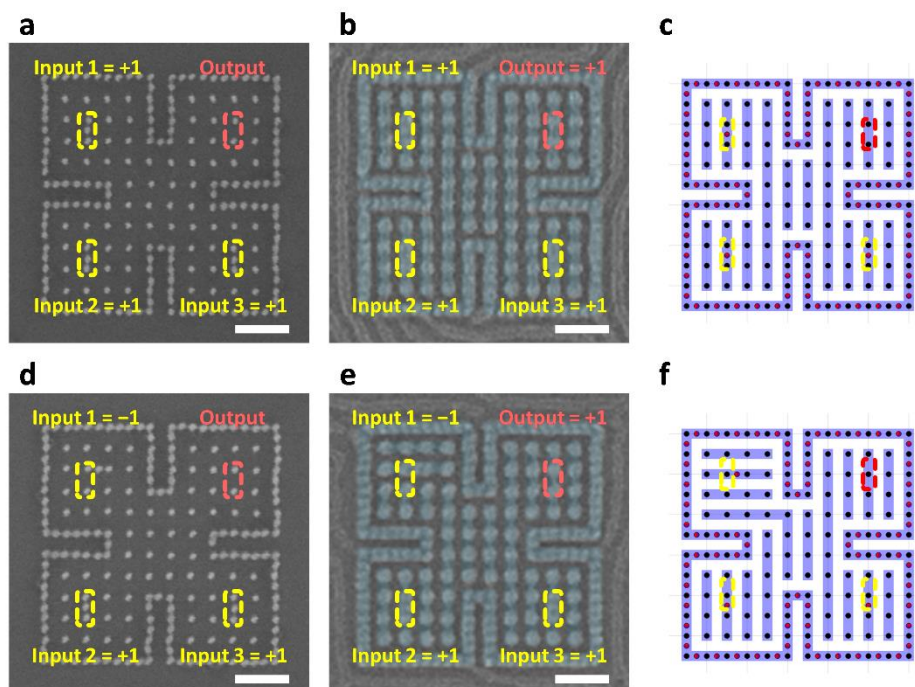 a
b
c
Input 1 = +1
Output
Input 1 = +1
Output = +1
Input 2 = +1
Input 3 = +1
Input 2 = +1
Input 3 = +1
d
e
f
Input 1 = −1
Output
Input 1 = −1
Output = +1
Input 2 = +1
Input 3 = +1
Input 2 = +1
Input 3 = +1